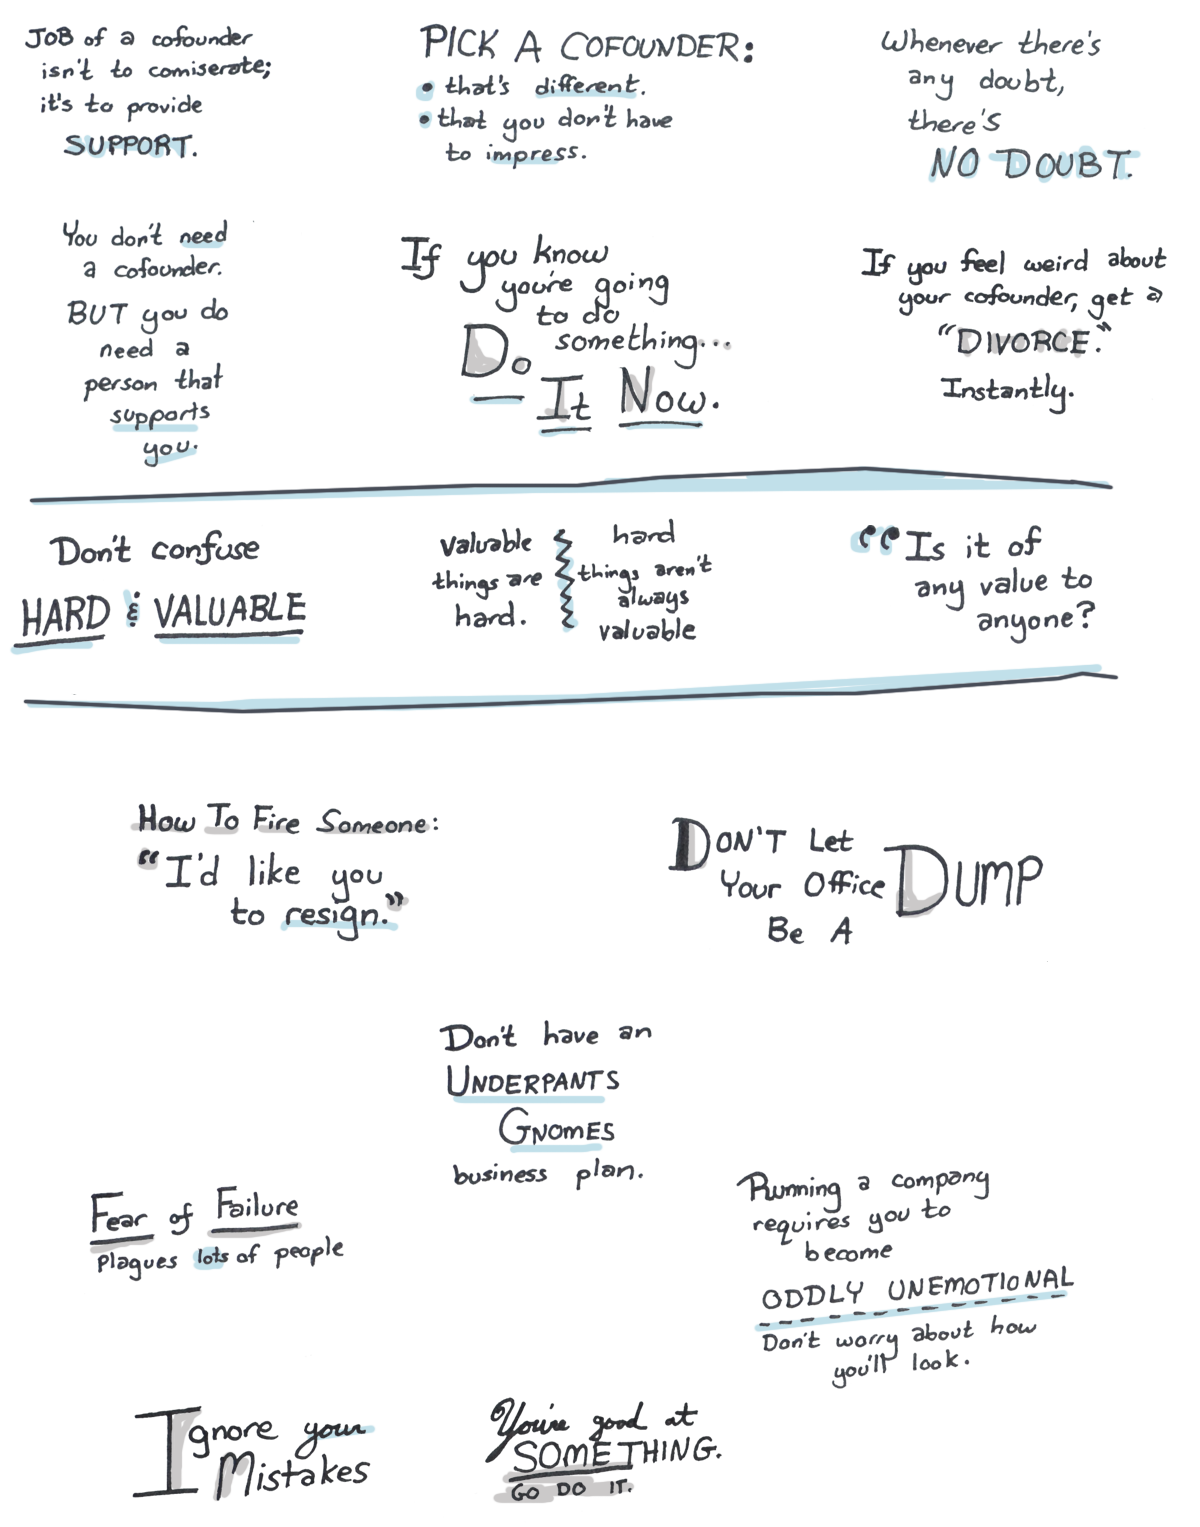 JOB of a cofounder
isn't to comiserate;
it's to provide
SUPPORT.
PICK A COFOUNDER:
• that's different.
• that you don't have
to impress.
Whenever there's
any doubt,
there's
NO DOUBT.
You don't need
a cofounder.
BUT you do
need a
person that
supports
you.
If you know
you're going
to do
something...
Do
It Now.
If you feel weird about
your cofounder, get a
"DIVORCE."
Instantly.
Don't confuse
HARD & VALUABLE
Valuable
things are
hard.
hard
things aren't
always
valuable
“Is it of
any value to
anyone?
How To Fire Someone:
"I'd like you
to resign."
DON'T Let
Your Office
Be A
DUMP
Don't have an
UNDERPANTS
GNOMES
business plan.
Fear of Failure
Plagues lots of people
Running a company
requires you to
become
ODDLY UNEMOTIONAL
Don't worry about how
you'll look.
Ignore your
Mistakes
You're good at
SOMETHING.
GO DO IT.